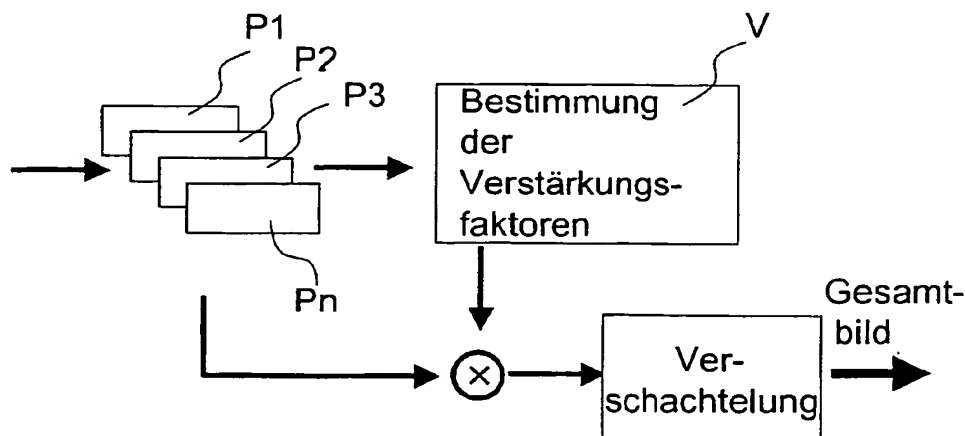 P1
P2
P3
Pn
V
Bestimmung
der
Verstärkungs-
faktoren
Gesamt-
bild
Ver-
schachtelung